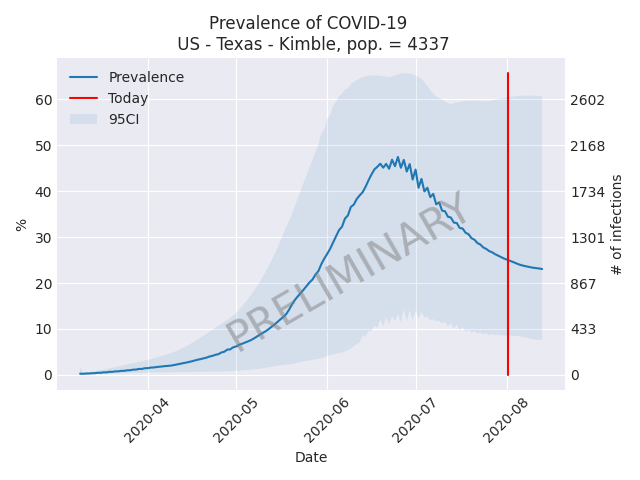 Prevalence of COVID-19
US - Texas - Kimble, pop. = 4337
Prevalence
Today
95CI
60
50
40
30
20
10
0
%
2602
2168
1734
1301
867
433
0
# of infections
PRELIMINARY
2020-04
2020-05
2020-06
2020-07
2020-08
Date